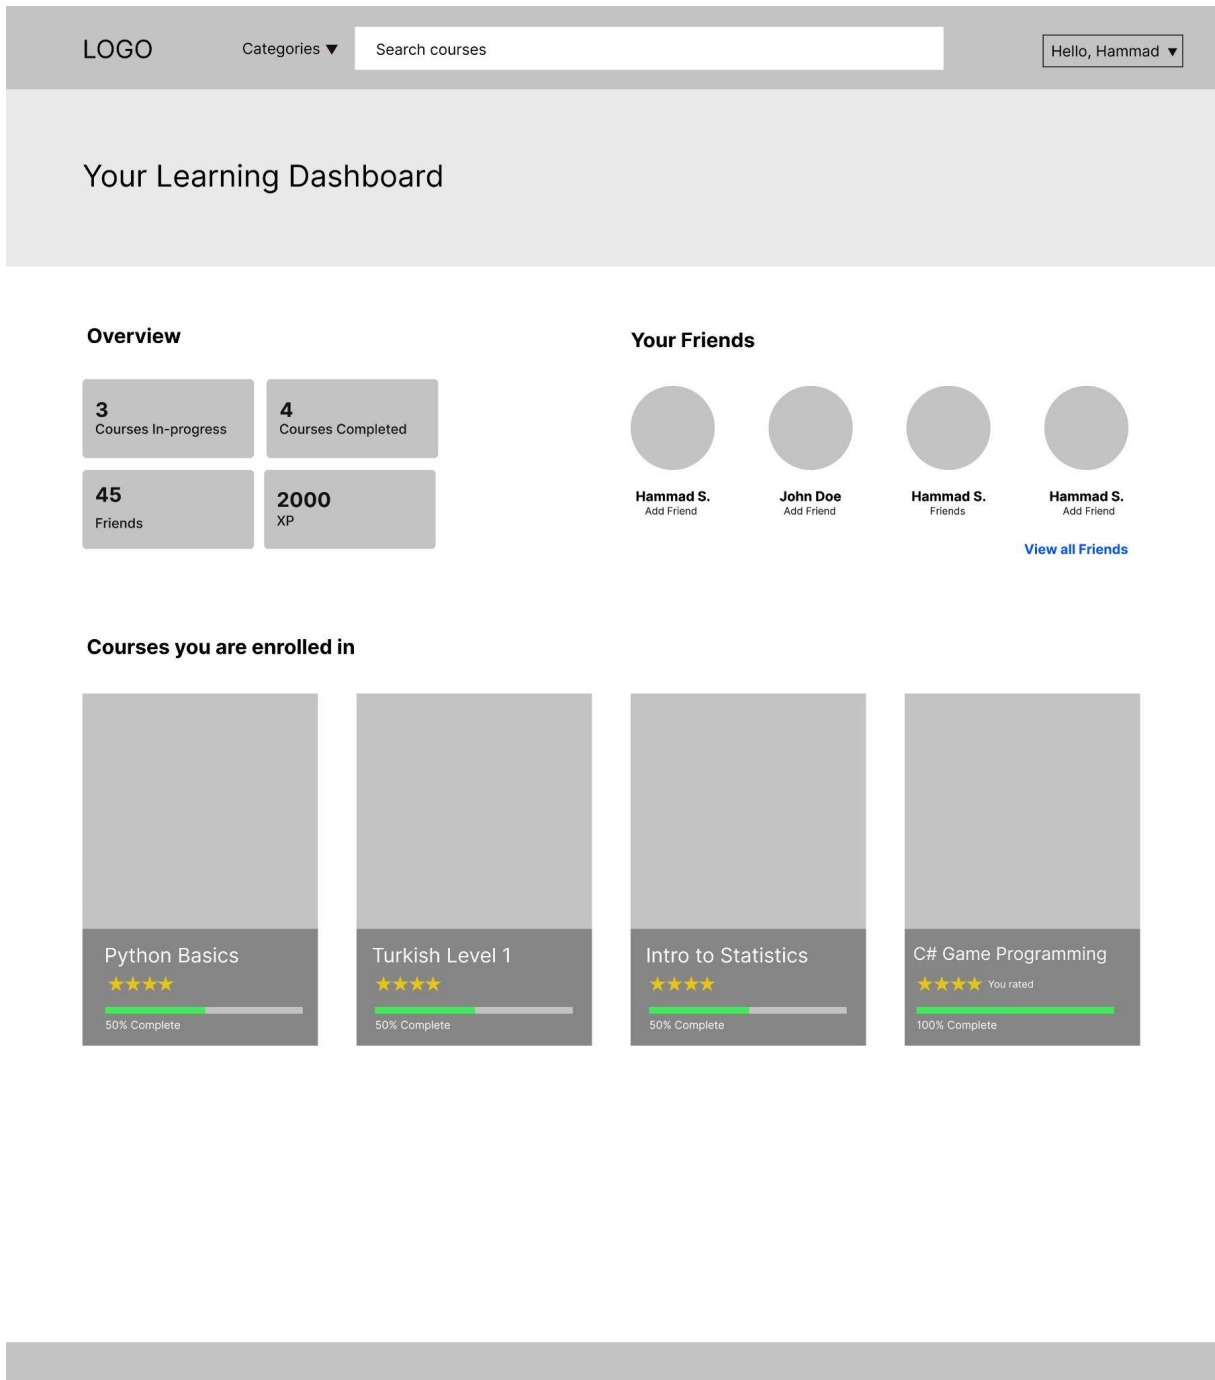 LOGO
Categories ▼
Search courses
Hello, Hammad ▼
Your Learning Dashboard
Overview
3
Courses In-progress
4
Courses Completed
45
Friends
2000
XP
Your Friends
Hammad S.
Add Friend
John Doe
Add Friend
Hammad S.
Friends
Hammad S.
Add Friend
View all Friends
Courses you are enrolled in
Python Basics
50% Complete
Turkish Level 1
50% Complete
Intro to Statistics
50% Complete
C# Game Programming
You rated
100% Complete